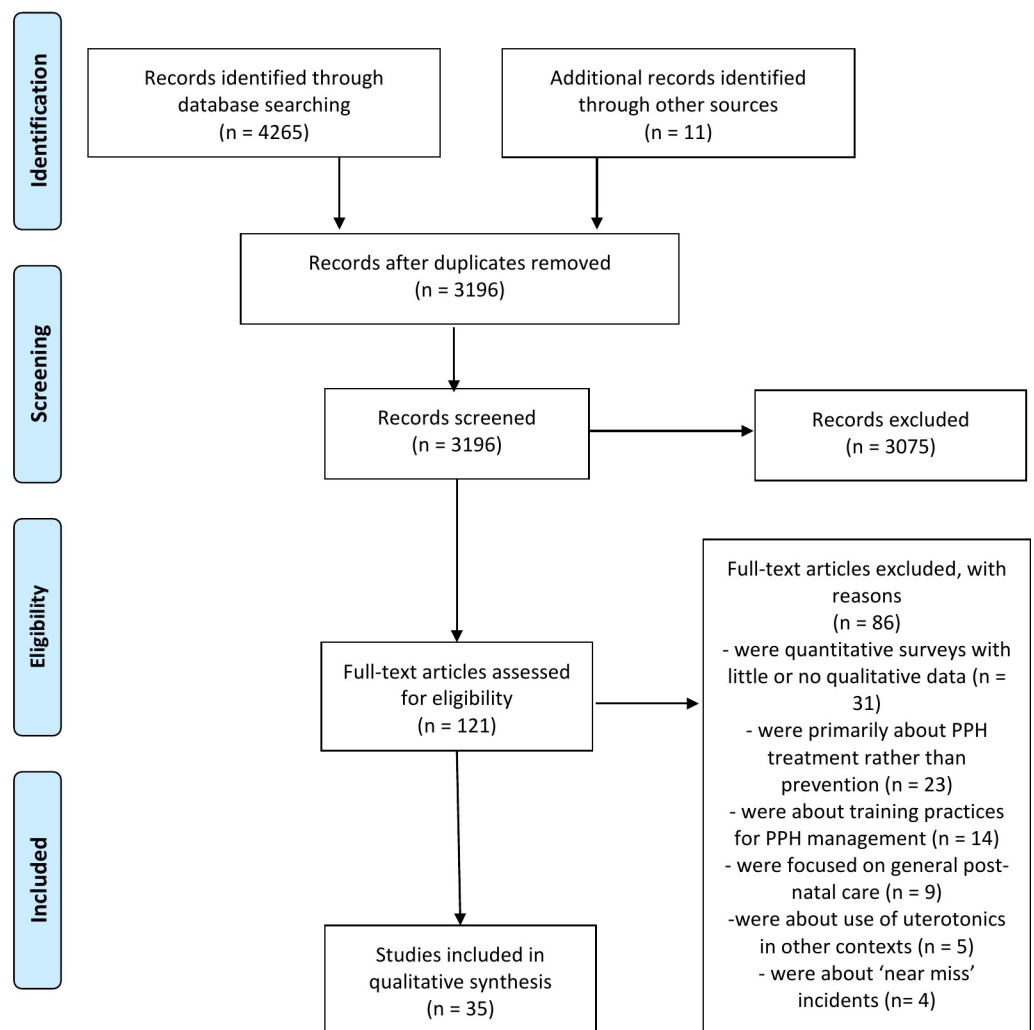 Identification
Records identified through
database searching
(n = 4265)
Additional records identified
through other sources
(n = 11)
Records after duplicates removed
(n = 3196)
Screening
Records screened
(n = 3196)
Records excluded
(n = 3075)
Eligibility
Full-text articles assessed
for eligibility
(n = 121)
Full-text articles excluded, with
reasons
(n = 86)
- were quantitative surveys with
little or no qualitative data (n =
31)
- were primarily about PPH
treatment rather than
prevention (n = 23)
- were about training practices
for PPH management (n = 14)
- were focused on general post-
natal care (n = 9)
-were about use of uterotonics
in other contexts (n = 5)
- were about ‘near miss’
incidents (n= 4)
Included
Studies included in
qualitative synthesis
(n = 35)